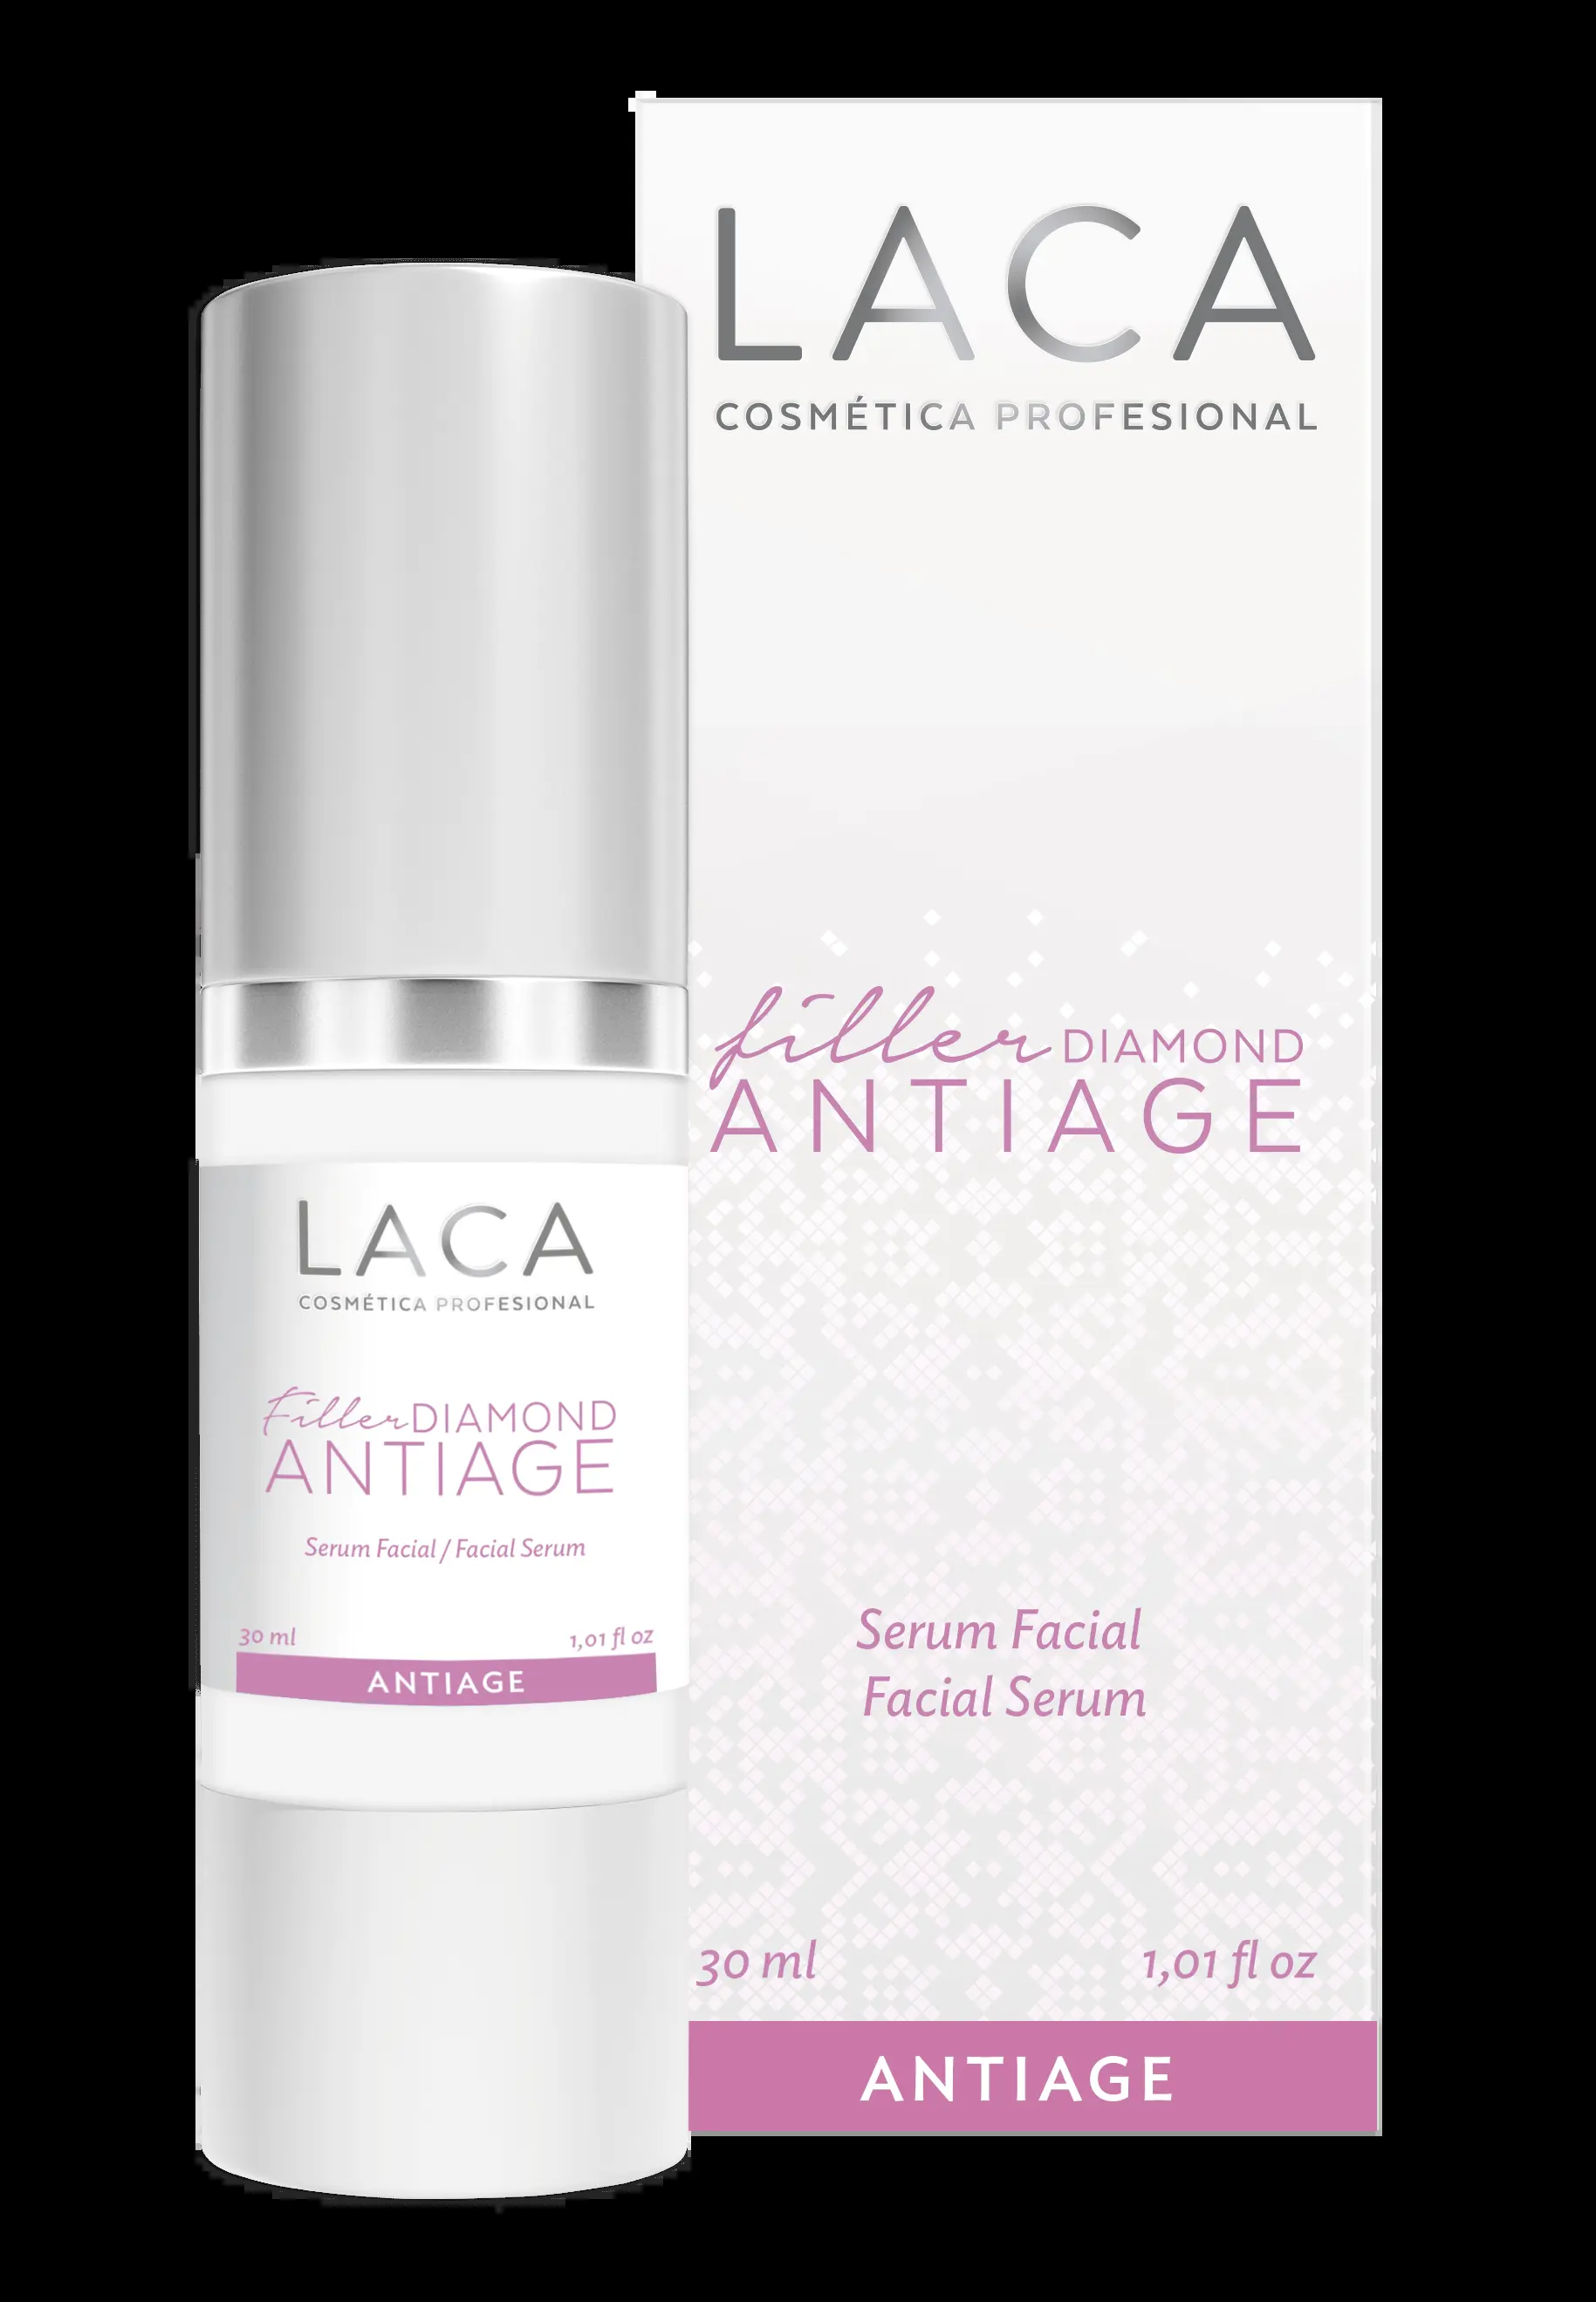 LACA
COSMÉTICA PROFESIONAL
filler DIAMOND
ANTIAGE
Serum Facial
Facial Serum
30 ml 1,01 fl oz
ANTIAGE
LACA
COSMÉTICA PROFESIONAL
Filler DIAMOND
ANTIAGE
Serum Facial / Facial Serum
30 ml 1,01 fl oz
ANTIAGE